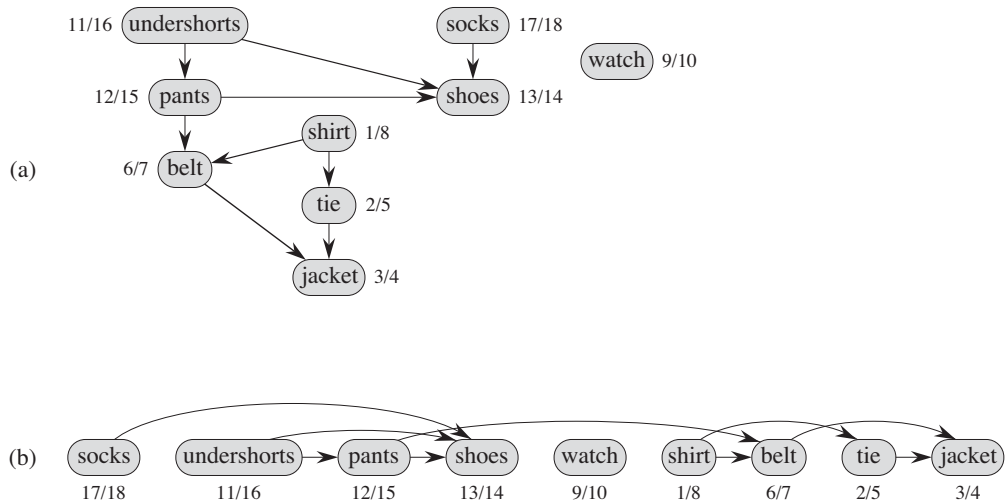 11/16 undershorts socks 17/18
watch 9/10
12/15 pants shoes 13/14
shirt 1/8
(a) 6/7 belt
tie 2/5
jacket 3/4
(b) socks undershorts pants shoes watch shirt belt tie jacket
17/18 11/16 12/15 13/14 9/10 1/8 6/7 2/5 3/4